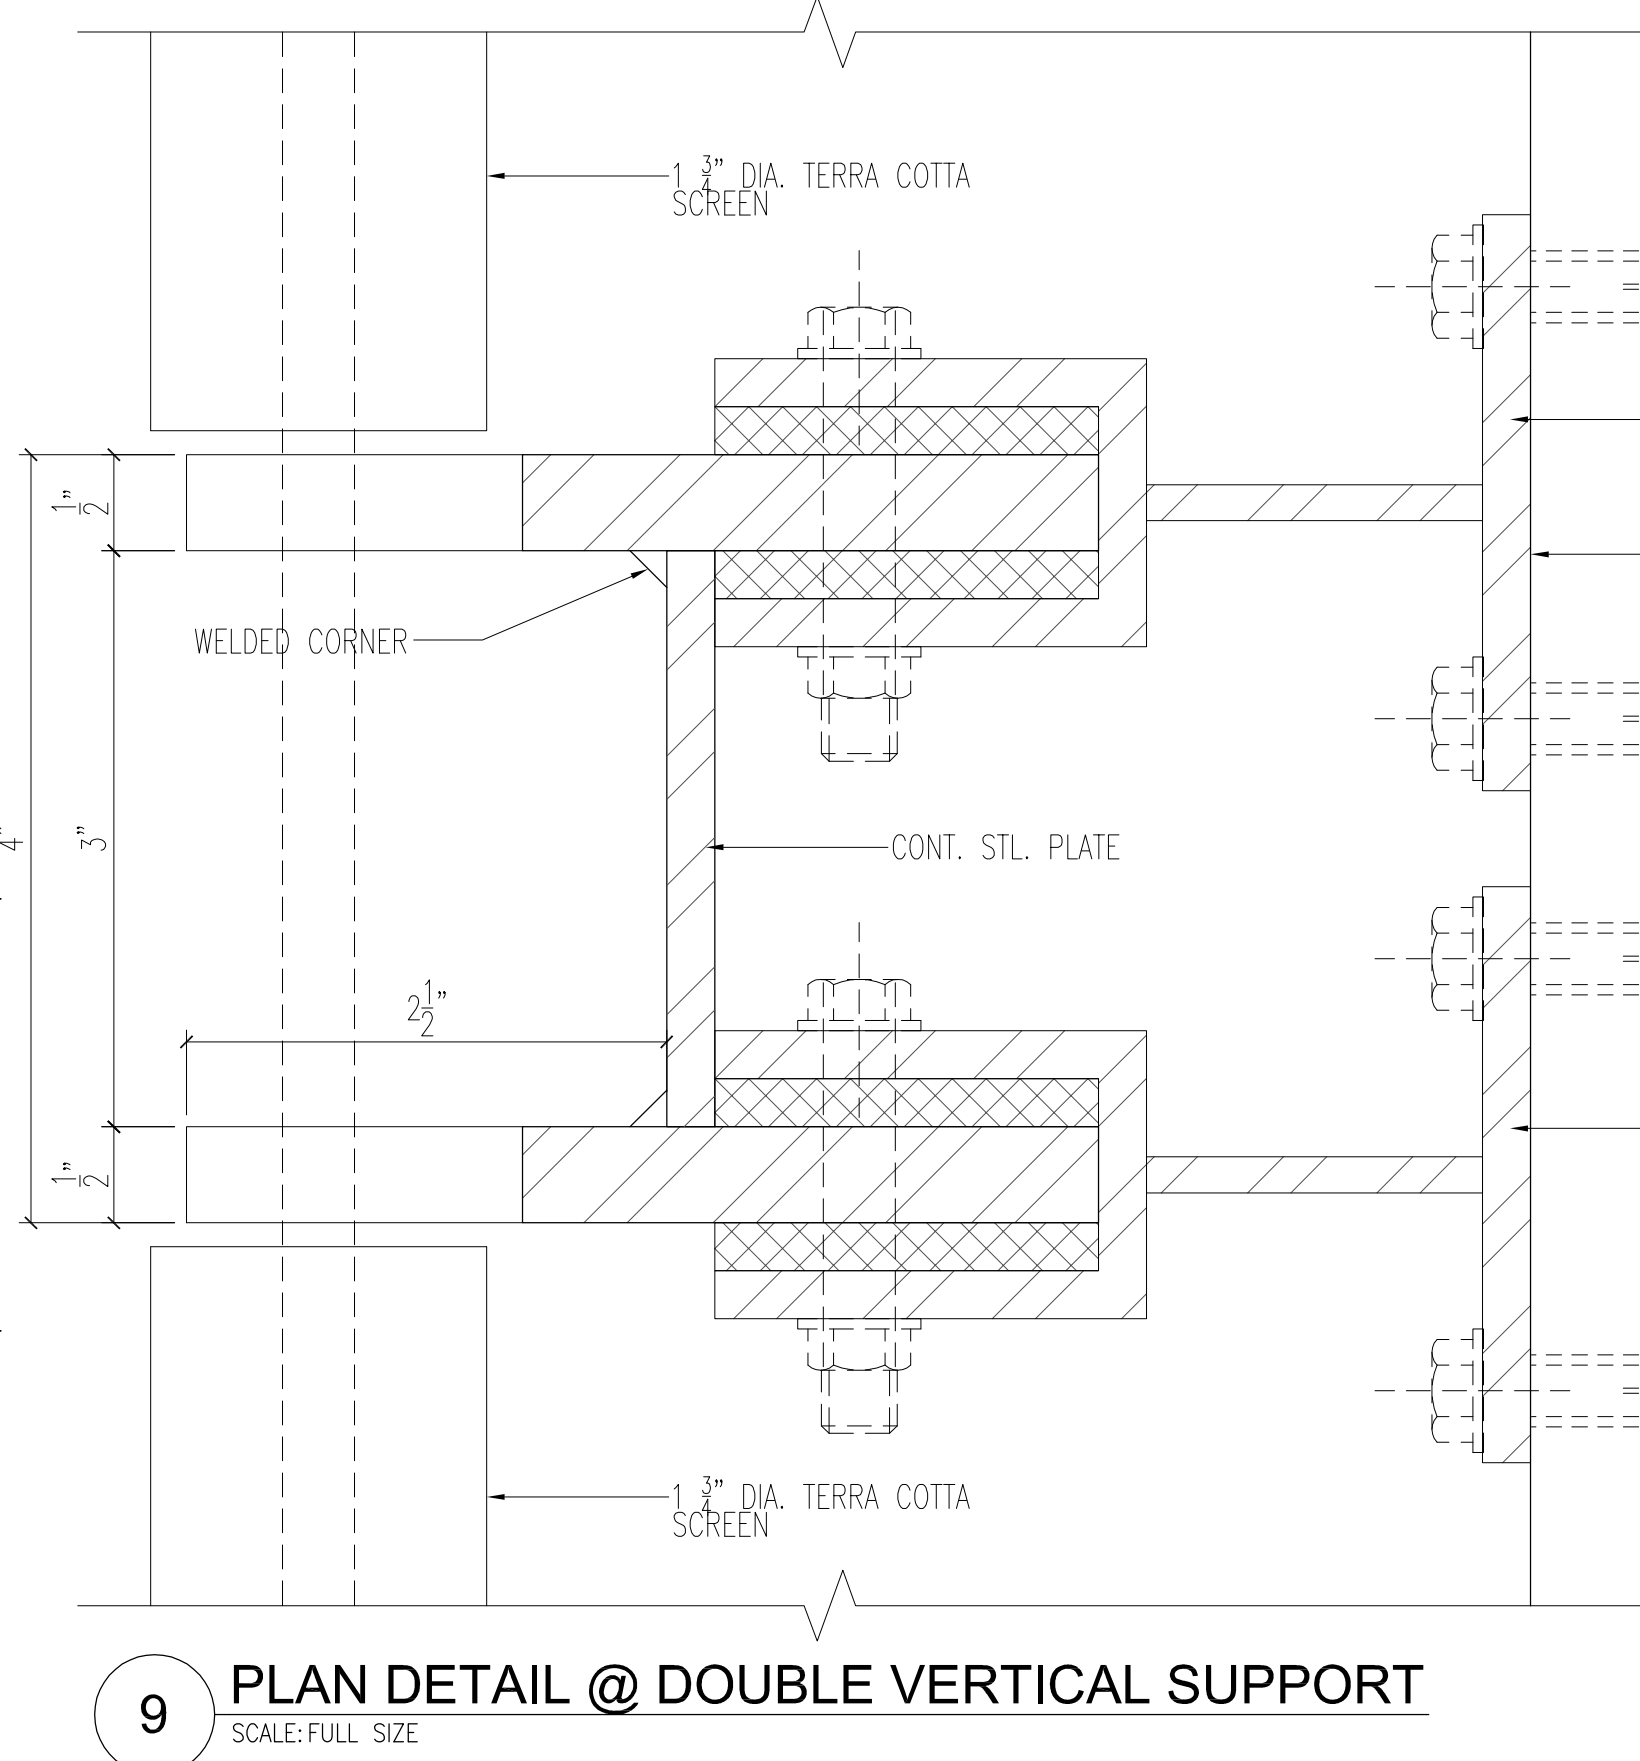 1 3/4" DIA. TERRA COTTA
SCREEN
1/2"
WELDED CORNER
4"
3"
CONT. STL. PLATE
2 1/2"
1/2"
1 3/4" DIA. TERRA COTTA
SCREEN
9
PLAN DETAIL @ DOUBLE VERTICAL SUPPORT
SCALE: FULL SIZE